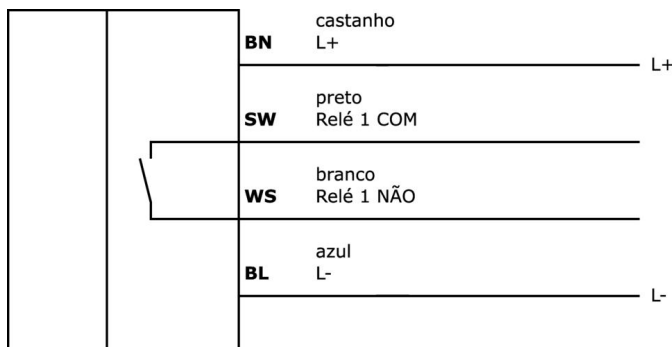 castanho
BN L+
L+
preto
SW Relé 1 COM
branco
WS Relé 1 NÃO
azul
BL L-
L-